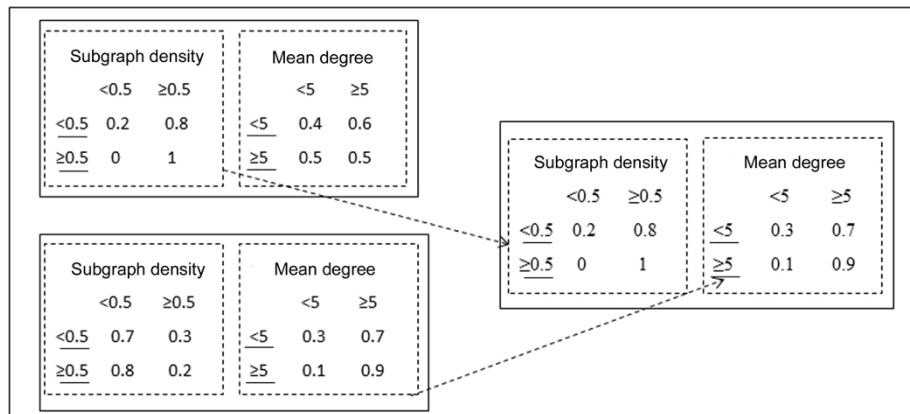 Subgraph density
<0.5 ≥0.5
<0.5 0.2 0.8
≥0.5 0 1
Mean degree
<5 ≥5
<5 0.4 0.6
≥5 0.5 0.5
Subgraph density
<0.5 ≥0.5
<0.5 0.7 0.3
≥0.5 0.8 0.2
Mean degree
<5 ≥5
<5 0.3 0.7
≥5 0.1 0.9
Subgraph density
<0.5 ≥0.5
<0.5 0.2 0.8
≥0.5 0 1
Mean degree
<5 ≥5
<5 0.3 0.7
≥5 0.1 0.9